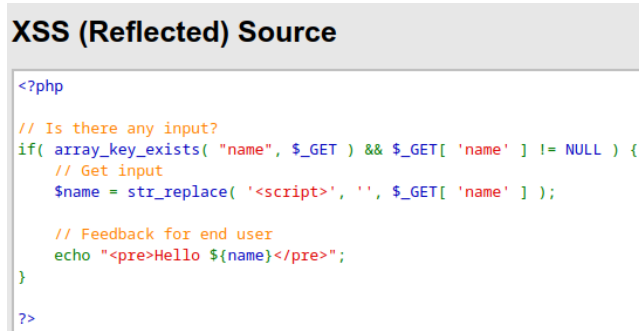 XSS (Reflected) Source
<?php
// Is there any input?
if( array_key_exists( "name", $_GET ) && $_GET[ 'name' ] != NULL ) {
// Get input
$name = str_replace( '<script>', '', $_GET[ 'name' ] );
// Feedback for end user
echo "<pre>Hello ${name}</pre>";
}
?>